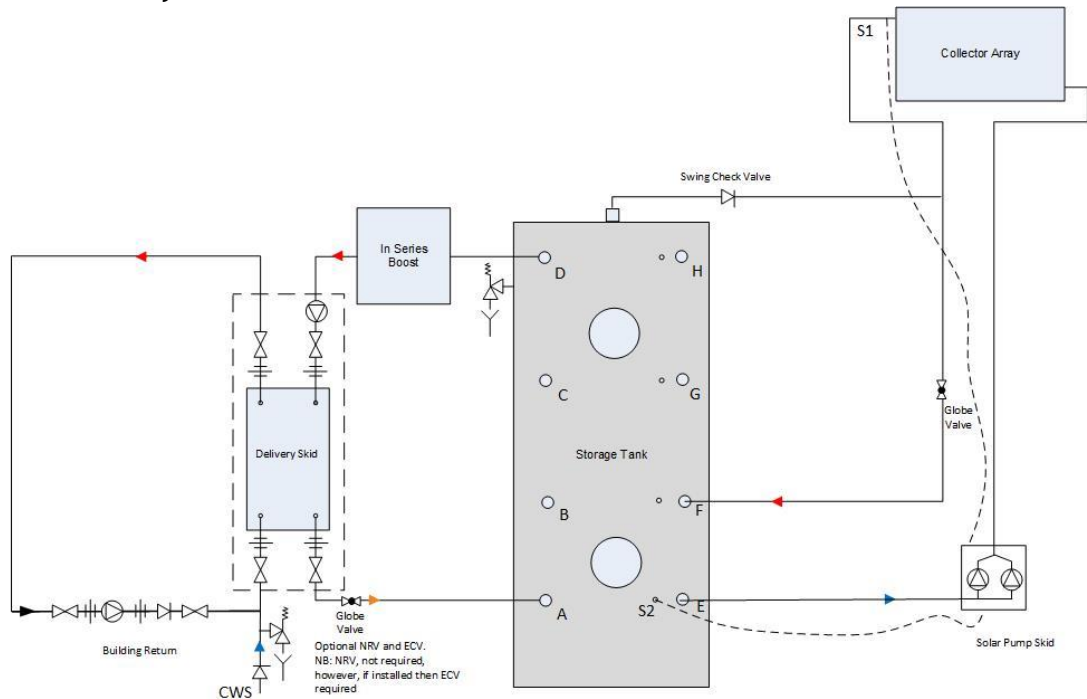 S1
Collector Array
Swing Check Valve
In Series
Boost
D
H
C
G
Globe
Valve
Delivery Skid
Storage Tank
B
F
A
S2
E
Globe
Valve
Building Return
Optional NRV and ECV.
NB: NRV, not required,
however, if installed then ECV
required
CWS
Solar Pump Skid